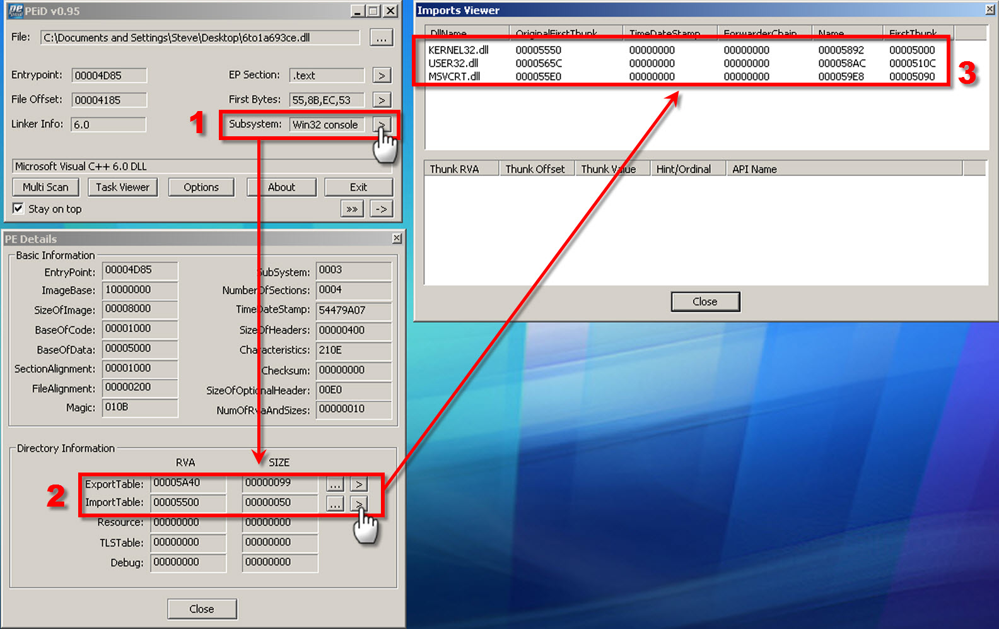 PEiD v0.95
File: C:\Documents and Settings\Steve\Desktop\6to1a693ce.dll ...
Entrypoint: 00004D85 EP Section: .text >
File Offset: 00004185 First Bytes: 55,8B,EC,53 >
Linker Info: 6.0 Subsystem: Win32 console >
1
Microsoft Visual C++ 6.0 DLL
Multi Scan Task Viewer Options About Exit
Stay on top »» ->
PE Details
Basic Information
EntryPoint: 00004D85 SubSystem: 0003
ImageBase: 10000000 NumberOfSections: 0004
SizeOfImage: 00008000 TimeDateStamp: 54479A07
BaseOfCode: 00001000 SizeOfHeaders: 00000400
BaseOfData: 00005000 Characteristics: 210E
SectionAlignment: 00001000 Checksum: 00000000
FileAlignment: 00000200 SizeOfOptionalHeader: 00E0
Magic: 010B NumOfRvaAndSizes: 00000010
Directory Information
RVA SIZE
2
ExportTable: 00005A40 00000099 ... >
ImportTable: 00005500 00000050 ... >
Resource: 00000000 00000000
TLSTable: 00000000 00000000
Debug: 00000000 00000000
Close
Imports Viewer
DllName OriginalFirstThunk TimeDateStamp ForwarderChain Name FirstThunk
KERNEL32.dll 00005550 00000000 00000000 00005892 00005000
USER32.dll 0000565C 00000000 00000000 000058AC 0000510C
MSVCRT.dll 000055E0 00000000 00000000 000059E8 00005090
3
Thunk RVA Thunk Offset Thunk Value Hint/Ordinal API Name
Close